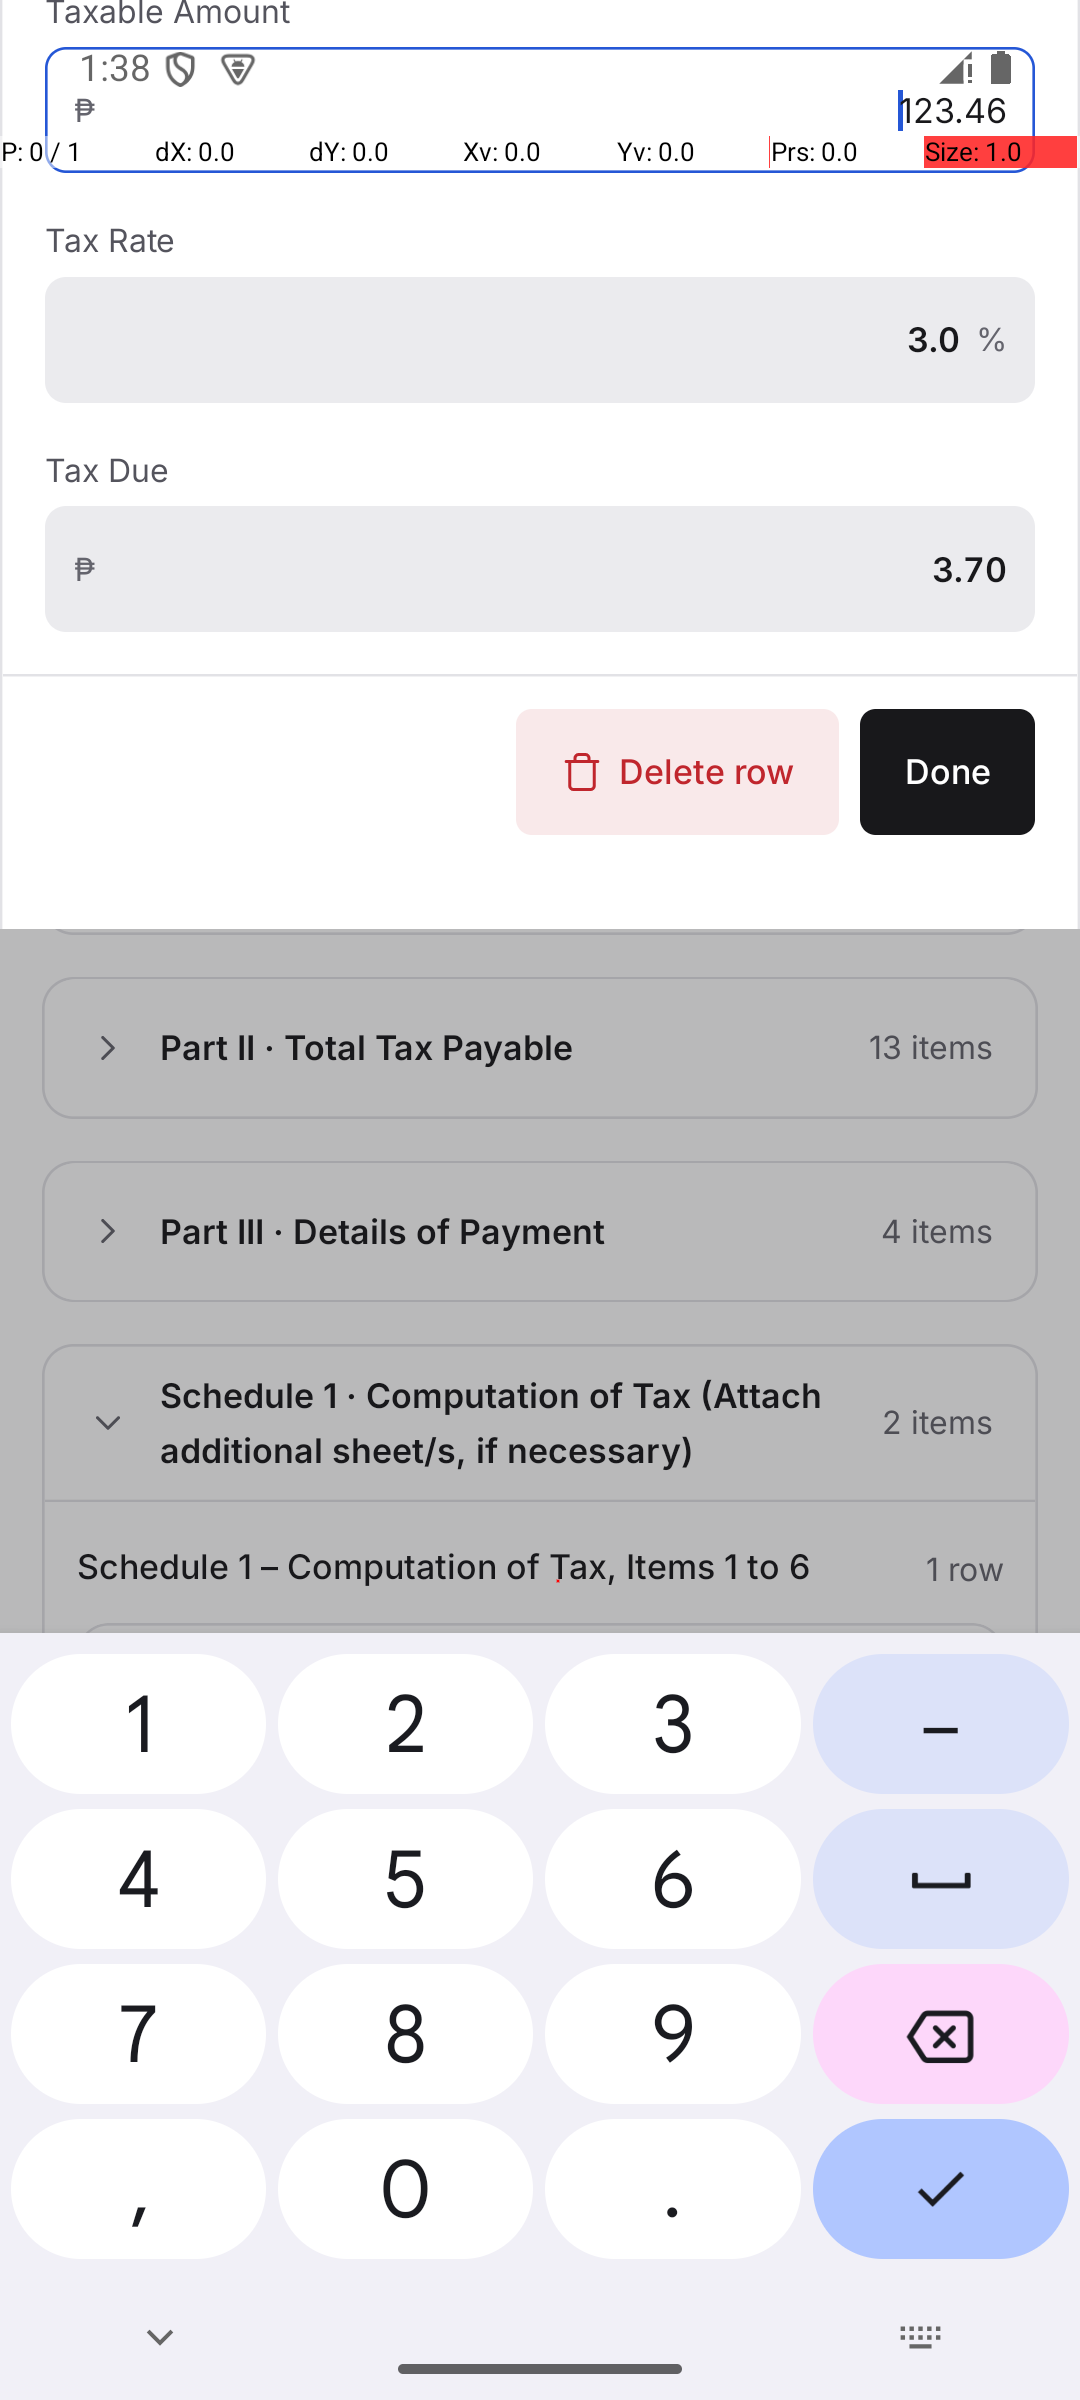 Taxable Amount
1:38
₱ 123.46
P: 0 / 1 dX: 0.0 dY: 0.0 Xv: 0.0 Yv: 0.0 Prs: 0.0 Size: 1.0
Tax Rate
3.0 %
Tax Due
₱ 3.70
Delete row Done
Part II · Total Tax Payable 13 items
Part III · Details of Payment 4 items
Schedule 1 · Computation of Tax (Attach
additional sheet/s, if necessary) 2 items
Schedule 1 – Computation of Tax, Items 1 to 6 1 row
1 2 3 –
4 5 6
7 8 9
, 0 .